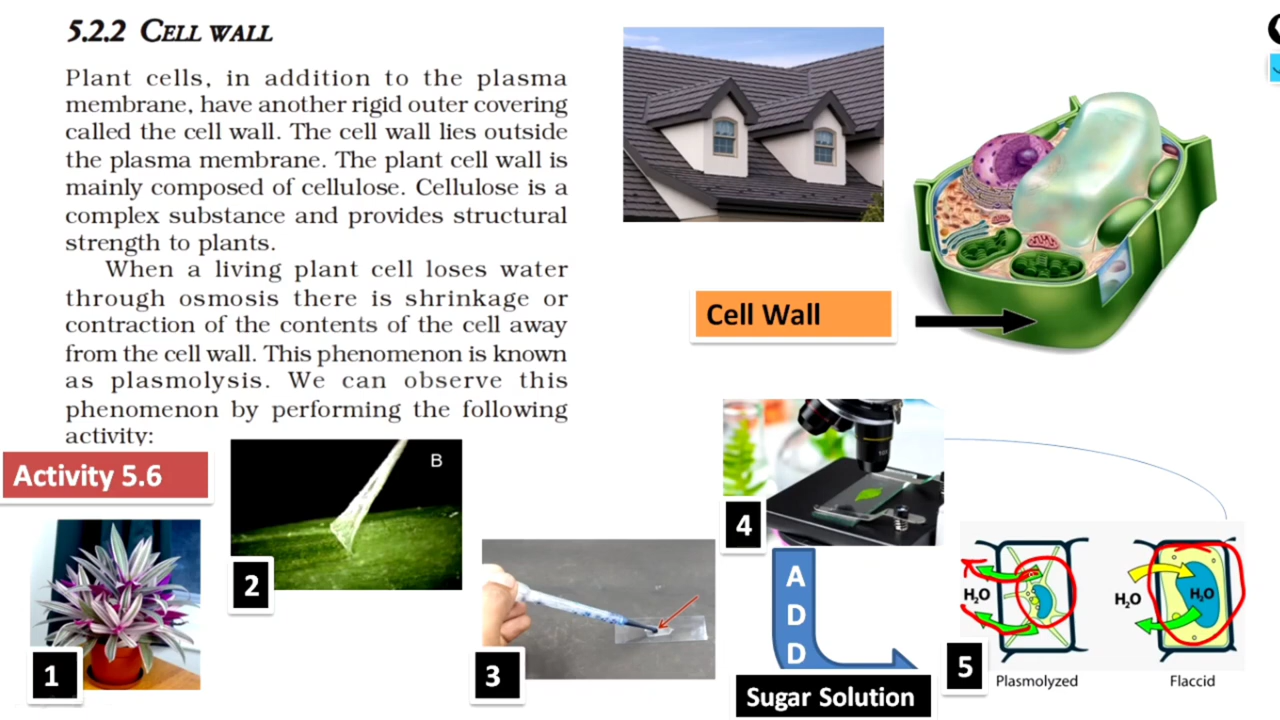 5.2.2 CELL WALL
Plant cells, in addition to the plasma
membrane, have another rigid outer covering
called the cell wall. The cell wall lies outside
the plasma membrane. The plant cell wall is
mainly composed of cellulose. Cellulose is a
complex substance and provides structural
strength to plants.
When a living plant cell loses water
through osmosis there is shrinkage or
contraction of the contents of the cell away
from the cell wall. This phenomenon is known
as plasmolysis. We can observe this
phenomenon by performing the following
activity:
Cell Wall
Activity 5.6
1
B
2
3
4
A
D
D
Sugar Solution
5
H₂O
Plasmolyzed
H₂O
H₂O
Flaccid